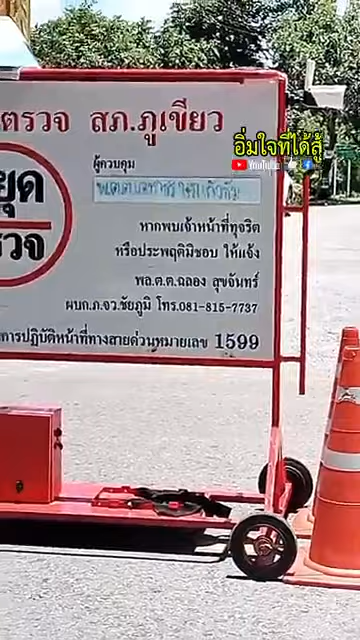 ตรวจ สภ.ภูเขียว
อิ่มใจที่ได้สู้
หยุด
ตรวจ
ผู้ควบคุม
หากพบเจ้าหน้าที่ทุจริต
หรือประพฤติมิชอบ ให้แจ้ง
พล.ต.ต.ฉลอง สุขจันทร์
ผบก.ภ.จว.ชัยภูมิ โทร.081-815-7737
การปฏิบัติหน้าที่ทางสายด่วนหมายเลข 1599